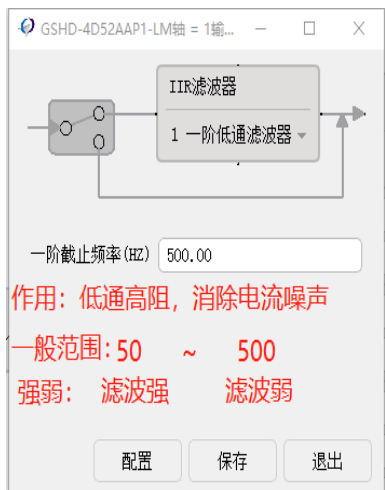 GSHD-4D52AAP1-LM轴 = 1输...
IIR滤波器
1 一阶低通滤波器
一阶截止频率(HZ) 500.00
作用：低通高阻，消除电流噪声
一般范围：50 ~ 500
强弱：滤波强 滤波弱
配置 保存 退出